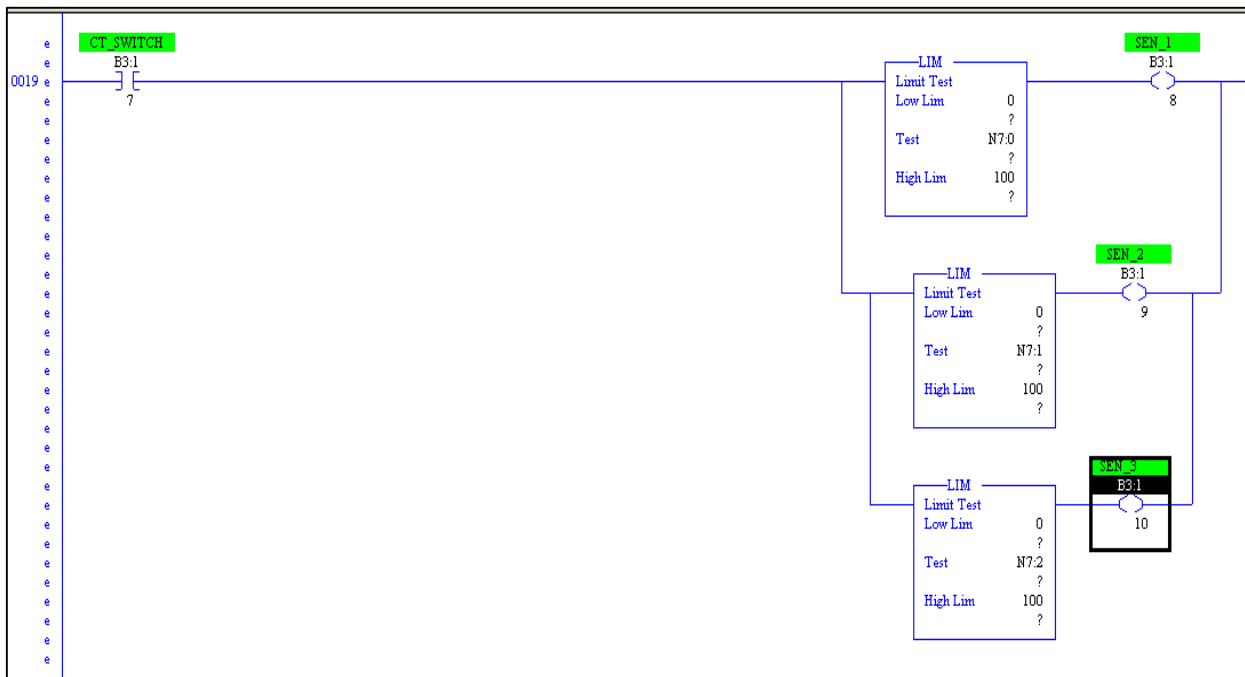 e
e CT_SWITCH SEN_1
e B3:1 LIM B3:1
0019 e Limit Test
e 7 Low Lim 0 8
e ?
e Test N7:0
e ?
e High Lim 100
e ?
e
e
e SEN_2
e LIM B3:1
e Limit Test
e Low Lim 0 9
e ?
e Test N7:1
e ?
e High Lim 100
e ?
e
e
e SEN_3
e LIM B3:1
e Limit Test
e Low Lim 0 10
e ?
e Test N7:2
e ?
e High Lim 100
e ?
e